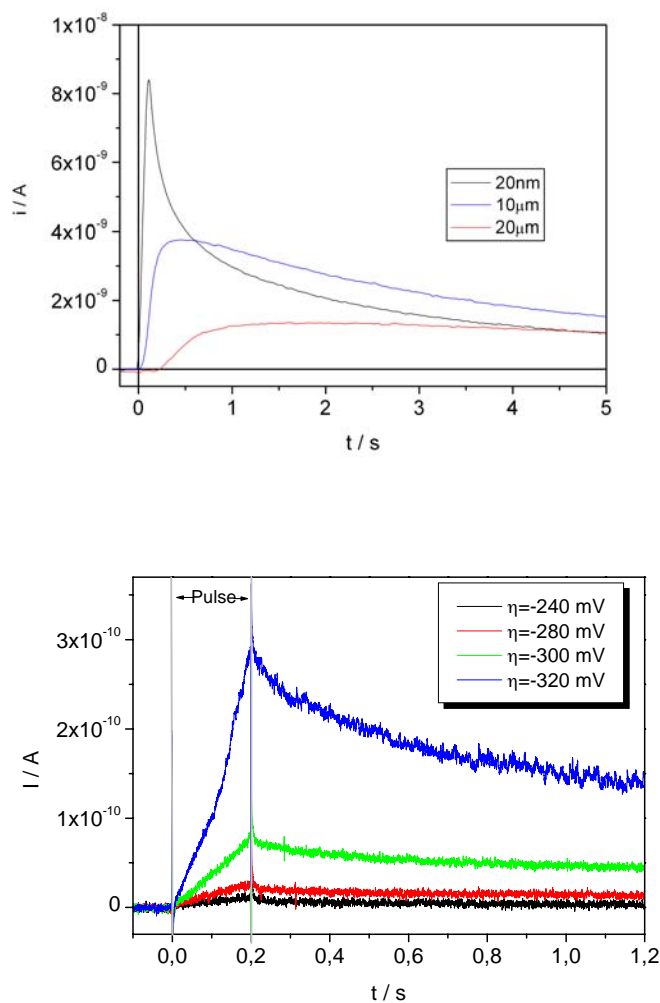 1x10-8
8x10-9
6x10-9
4x10-9
2x10-9
0
i / A
20nm
10μm
20μm
0 1 2 3 4 5
t / s
Pulse
η=-240 mV
η=-280 mV
η=-300 mV
η=-320 mV
3x10-10
2x10-10
1x10-10
0
I / A
0,0 0,2 0,4 0,6 0,8 1,0 1,2
t / s